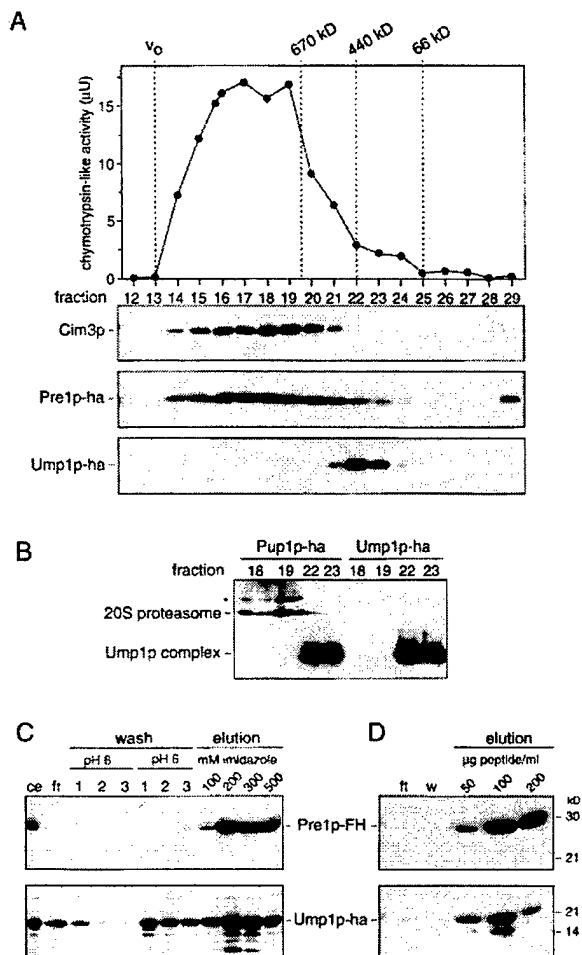 A
Vo 670 kD 440 kD 66 kD
chymotrypsin-like activity (µU)
15
10
5
0
fraction 12 13 14 15 16 17 18 19 20 21 22 23 24 25 26 27 28 29
Cim3p
Pre1p-ha
Ump1p-ha
B
Pup1p-ha Ump1p-ha
fraction 18 19 22 23 18 19 22 23
20S proteasome
Ump1p complex
C
wash elution
pH 6 pH 6 mM imidazole
ce ft 1 2 3 1 2 3 100 200 300 500
Pre1p-FH
Ump1p-ha
D
elution
µg peptide/ml
ft w 50 100 200
kD
30
21
21
14